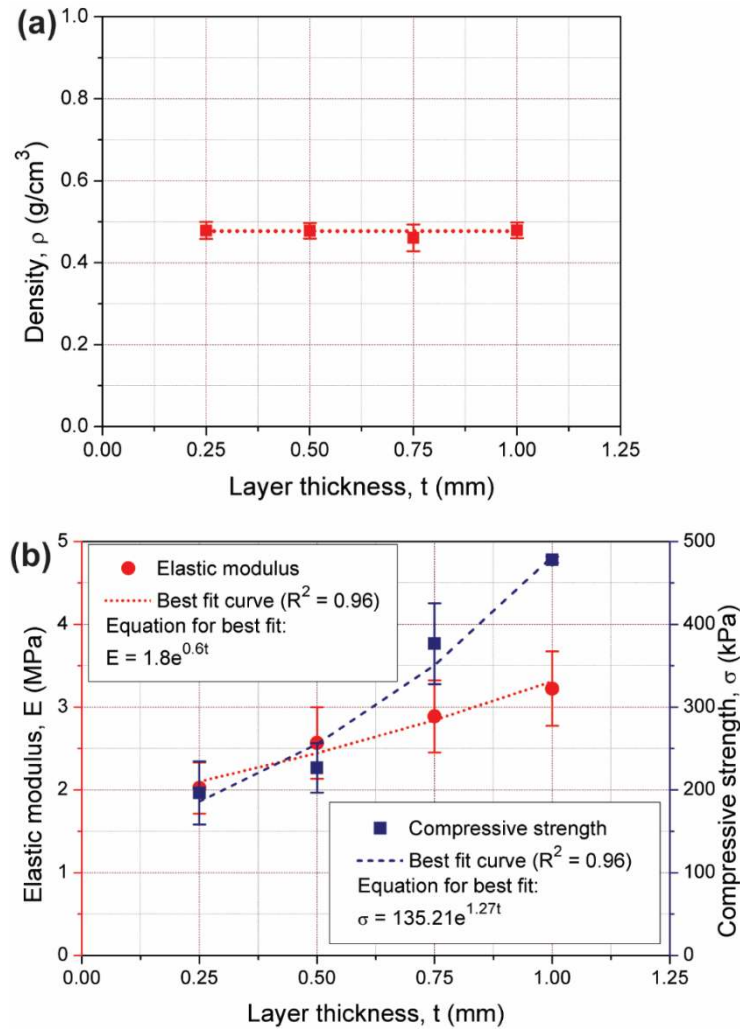 (a)
Density, ρ (g/cm³)
1.0
0.8
0.6
0.4
0.2
0.0
0.00 0.25 0.50 0.75 1.00 1.25
Layer thickness, t (mm)
(b)
Elastic modulus, E (MPa)
5
4
3
2
1
0
Elastic modulus
Best fit curve (R² = 0.96)
Equation for best fit:
E = 1.8e^0.6t
Compressive strength
Best fit curve (R² = 0.96)
Equation for best fit:
σ = 135.21e^1.27t
500
400
300
200
100
0
Compressive strength, σ (kPa)
0.00 0.25 0.50 0.75 1.00 1.25
Layer thickness, t (mm)